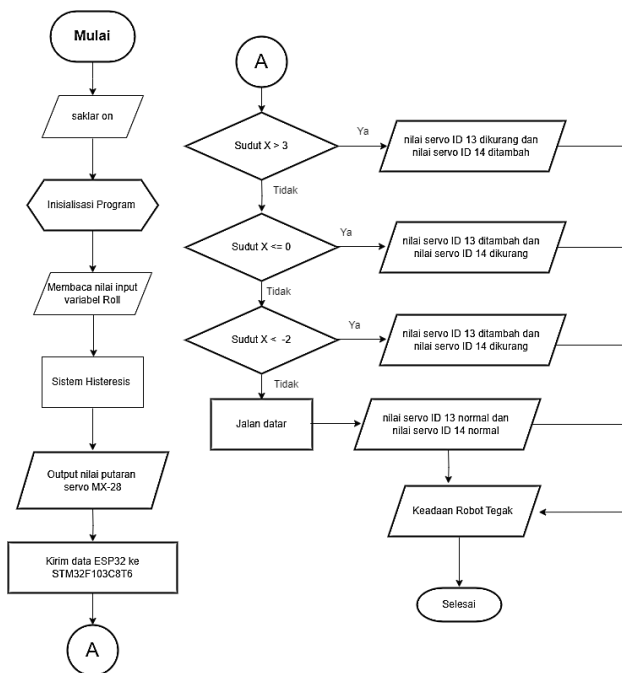 Mulai
saklar on
Inisialisasi Program
Membaca nilai input
variabel Roll
Sistem Histeresis
Output nilai putaran
servo MX-28
Kirim data ESP32 ke
STM32F103C8T6
A
A
Sudut X > 3
Ya
nilai servo ID 13 dikurang dan
nilai servo ID 14 ditambah
Tidak
Sudut X <= 0
Ya
nilai servo ID 13 ditambah dan
nilai servo ID 14 dikurang
Tidak
Sudut X < -2
Ya
nilai servo ID 13 ditambah dan
nilai servo ID 14 dikurang
Tidak
Jalan datar
nilai servo ID 13 normal dan
nilai servo ID 14 normal
Keadaan Robot Tegak
Selesai